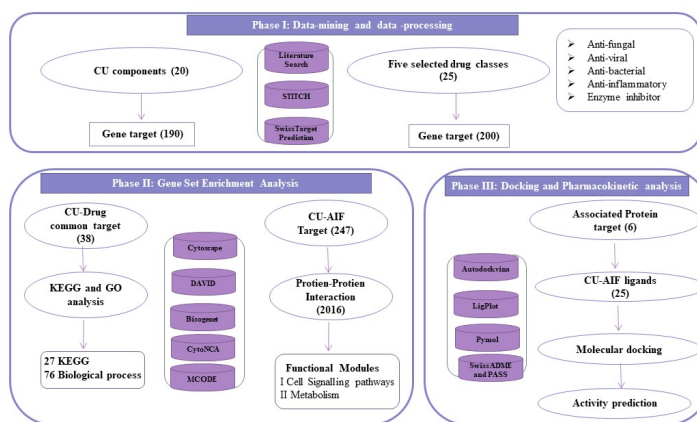 Phase I: Data-mining and data -processing
CU components (20)
Gene target (190)
Literature
Search
STITCH
SwissTarget
Prediction
Five selected drug classes
(25)
Gene target (200)
Anti-fungal
Anti-viral
Anti-bacterial
Anti-inflammatory
Enzyme inhibitor
Phase II: Gene Set Enrichment Analysis
CU-Drug
common target
(38)
KEGG and GO
analysis
27 KEGG
76 Biological process
Cytoscape
DAVID
Bisogenet
CytoNCA
MCODE
CU-AIF
Target (247)
Protien-Protien
Interaction
(2016)
Functional Modules
I Cell Signalling pathways
II Metabolism
Phase III: Docking and Pharmacokinetic analysis
Autodockvina
LigPlot
Pymol
SwissADME
and PASS
Associated Protein
target (6)
CU-AIF ligands
(25)
Molecular docking
Activity prediction